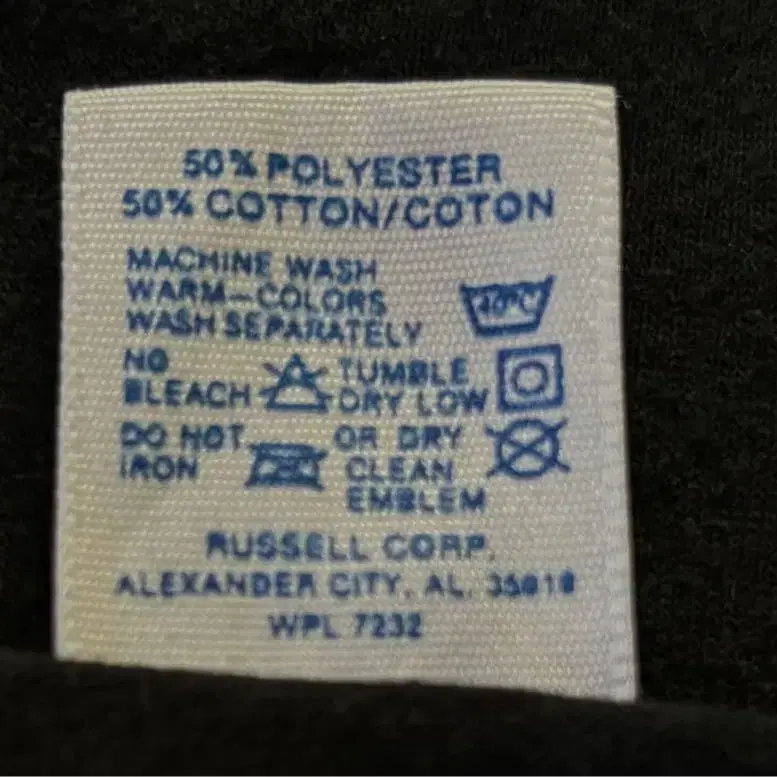 50% POLYESTER
50% COTTON/COTON
MACHINE WASH
WARM—COLORS
WASH SEPARATELY
40°C
NO
BLEACH
TUMBLE
DRY LOW
DO NOT
IRON
OR DRY
CLEAN
EMBLEM
RUSSELL CORP.
ALEXANDER CITY, AL. 35010
WPL 7232